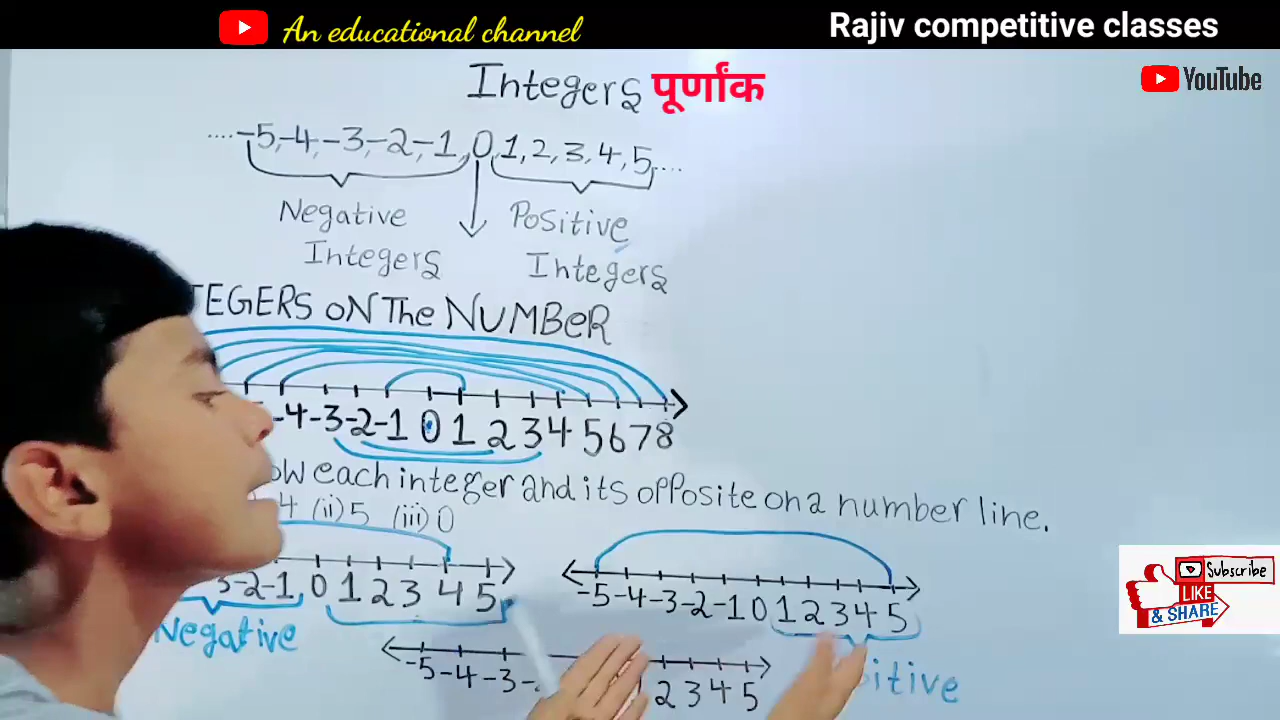 An educational channel
Rajiv competitive classes
YouTube
Integers पूर्णांक
....-5,-4,-3,-2,-1,0,1,2,3,4,5,....
Negative Integers
Positive Integers
TEGERS oN The NUMBeR
-4 -3 -2 -1 0 1 2 3 4 5 6 7 8
each integer and its opposite on a number line.
4 (ii) 5 (iii) 0
-2 -1 0 1 2 3 4 5
-5 -4 -3 -2 -1 0 1 2 3 4 5
Negative
-5 -4 -3 2 3 4 5
itive
Subscribe
LIKE
& SHARE